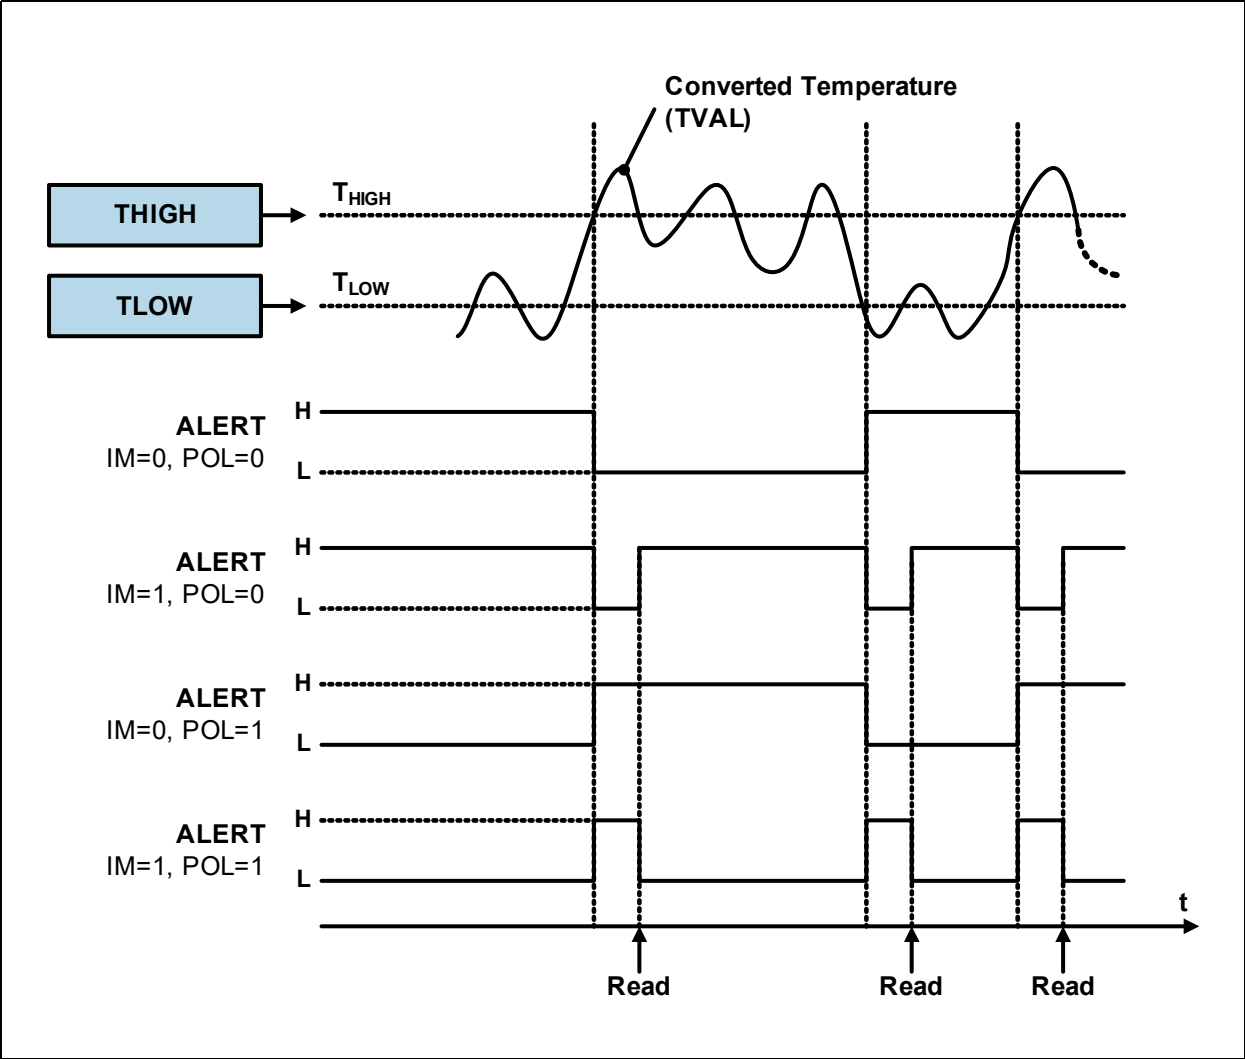 Converted Temperature
(TVAL)
THIGH
THIGH
TLOW
TLOW
ALERT
IM=0, POL=0
H
L
ALERT
IM=1, POL=0
H
L
ALERT
IM=0, POL=1
H
L
ALERT
IM=1, POL=1
H
L
t
Read
Read
Read